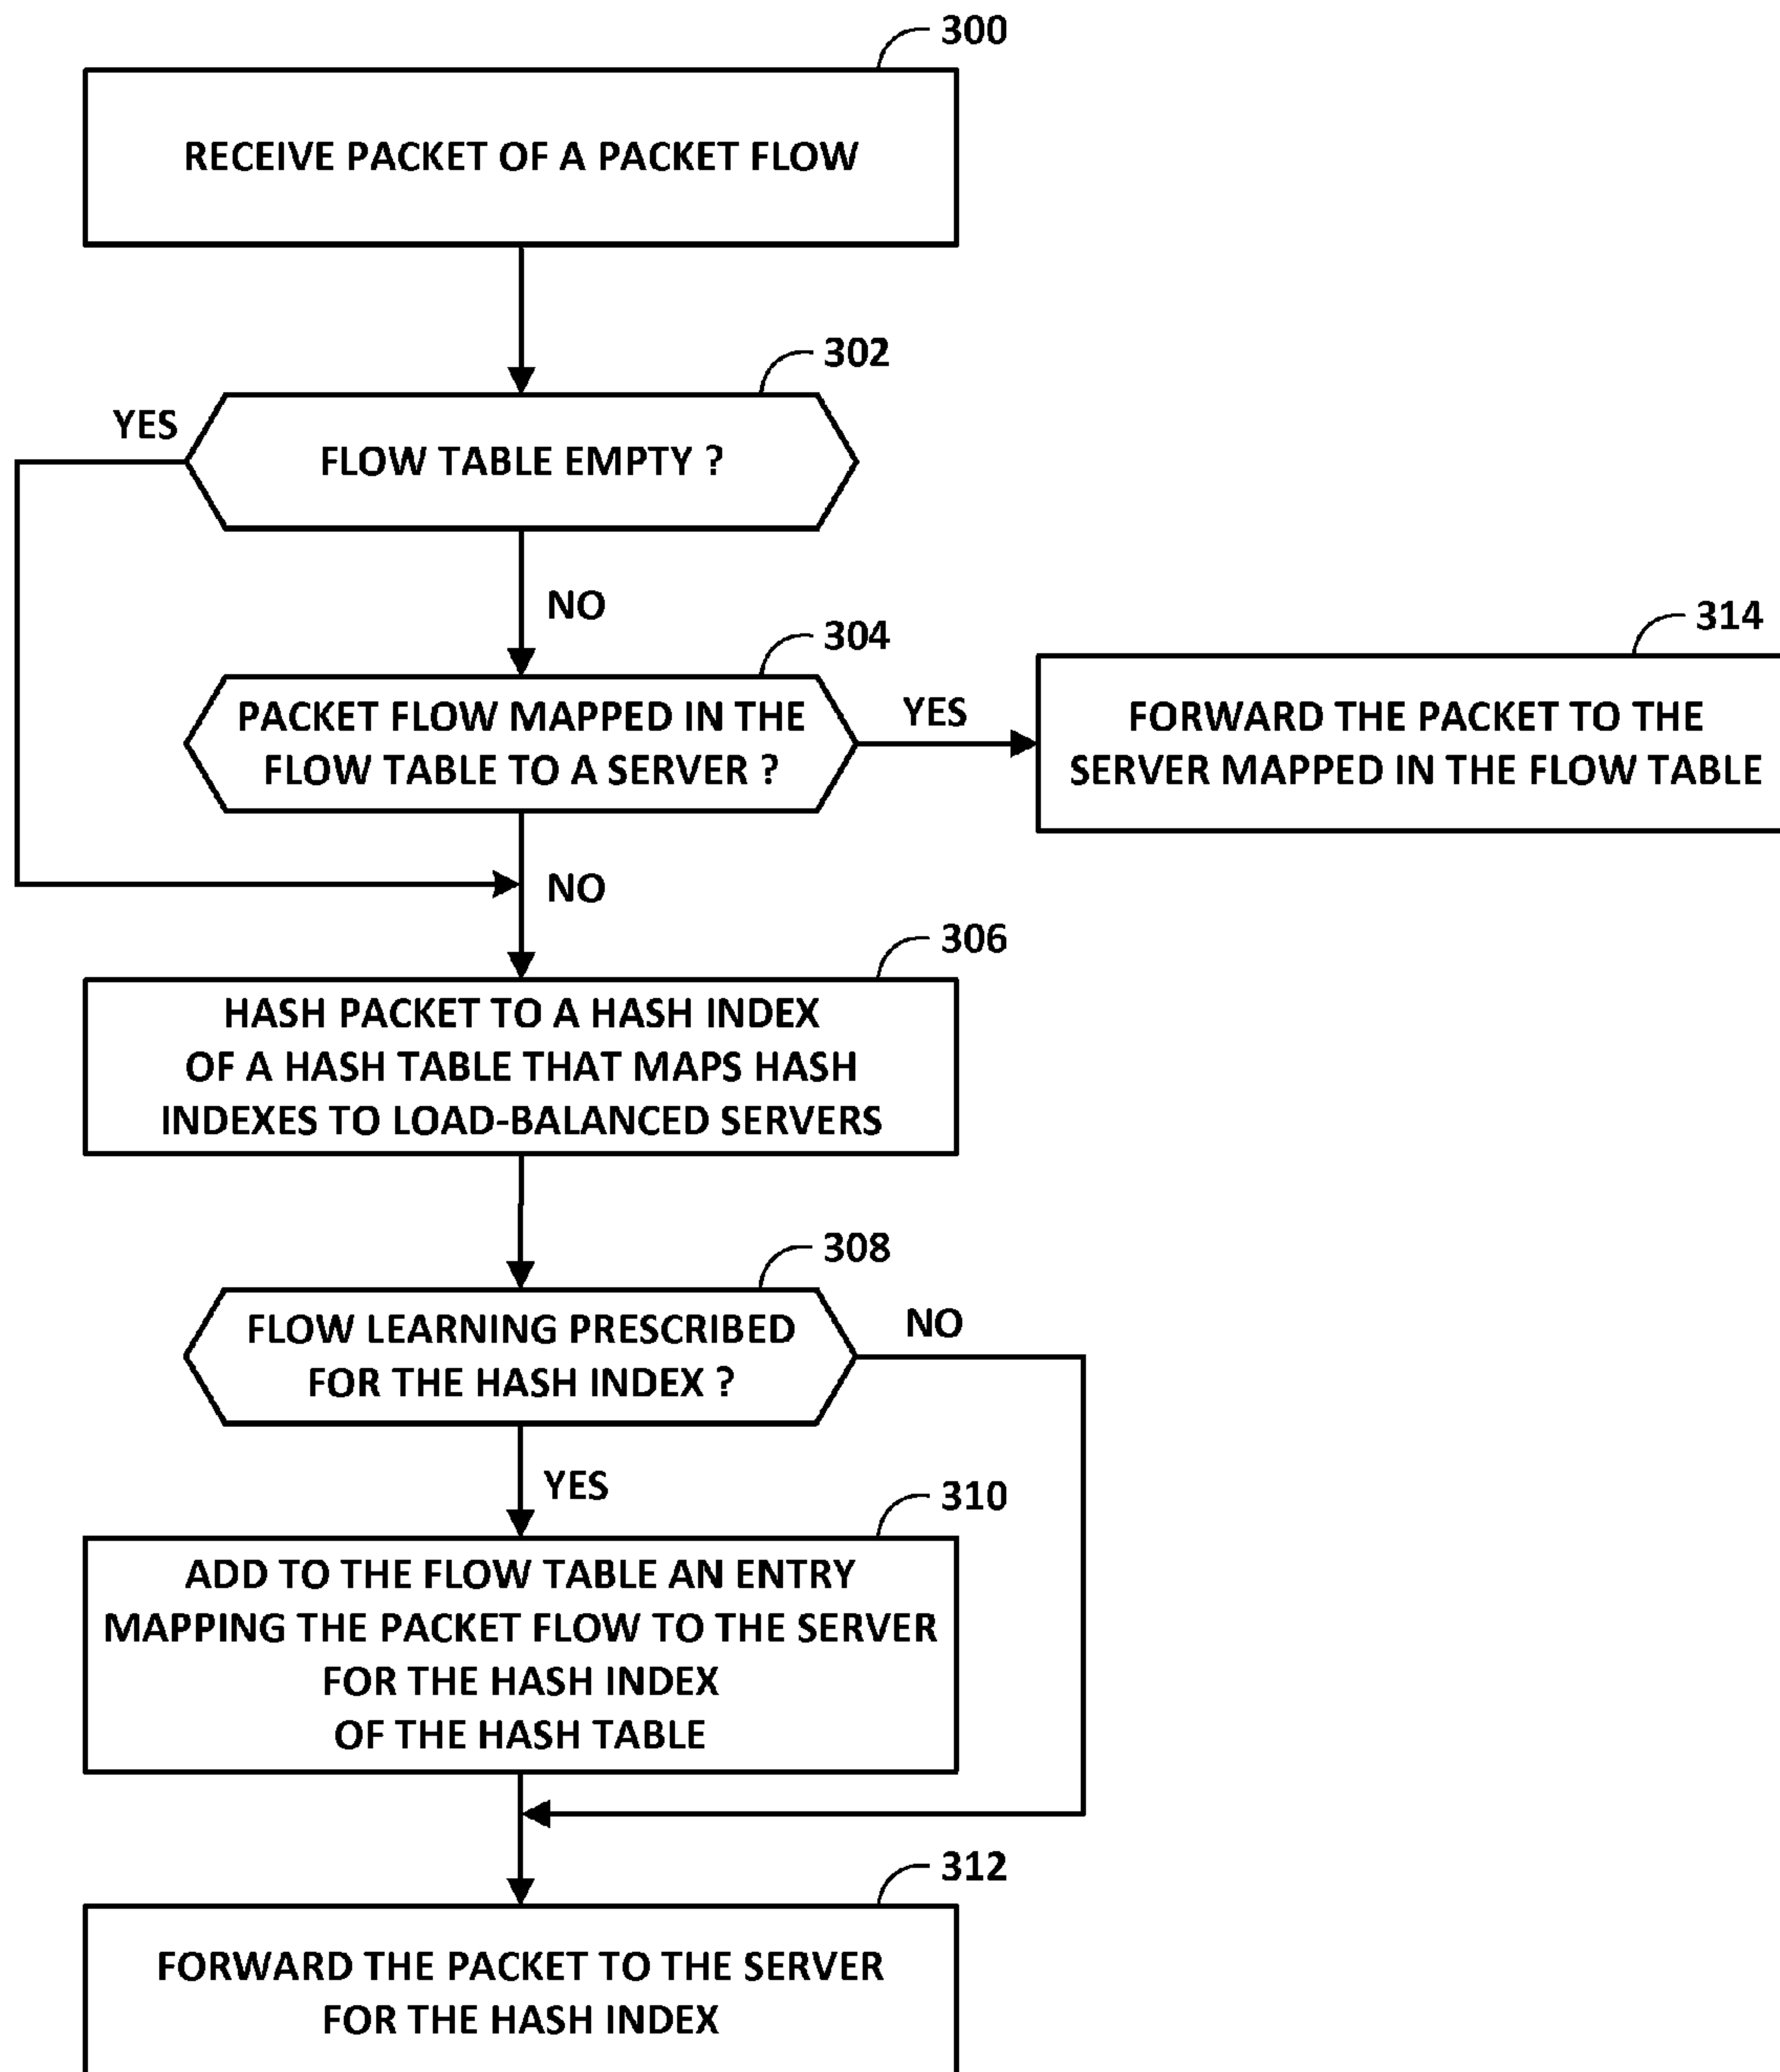 300
RECEIVE PACKET OF A PACKET FLOW
302
YES
FLOW TABLE EMPTY ?
NO
304
PACKET FLOW MAPPED IN THE
FLOW TABLE TO A SERVER ?
YES
314
FORWARD THE PACKET TO THE
SERVER MAPPED IN THE FLOW TABLE
NO
306
HASH PACKET TO A HASH INDEX
OF A HASH TABLE THAT MAPS HASH
INDEXES TO LOAD-BALANCED SERVERS
308
FLOW LEARNING PRESCRIBED
FOR THE HASH INDEX ?
NO
YES
310
ADD TO THE FLOW TABLE AN ENTRY
MAPPING THE PACKET FLOW TO THE SERVER
FOR THE HASH INDEX
OF THE HASH TABLE
312
FORWARD THE PACKET TO THE SERVER
FOR THE HASH INDEX